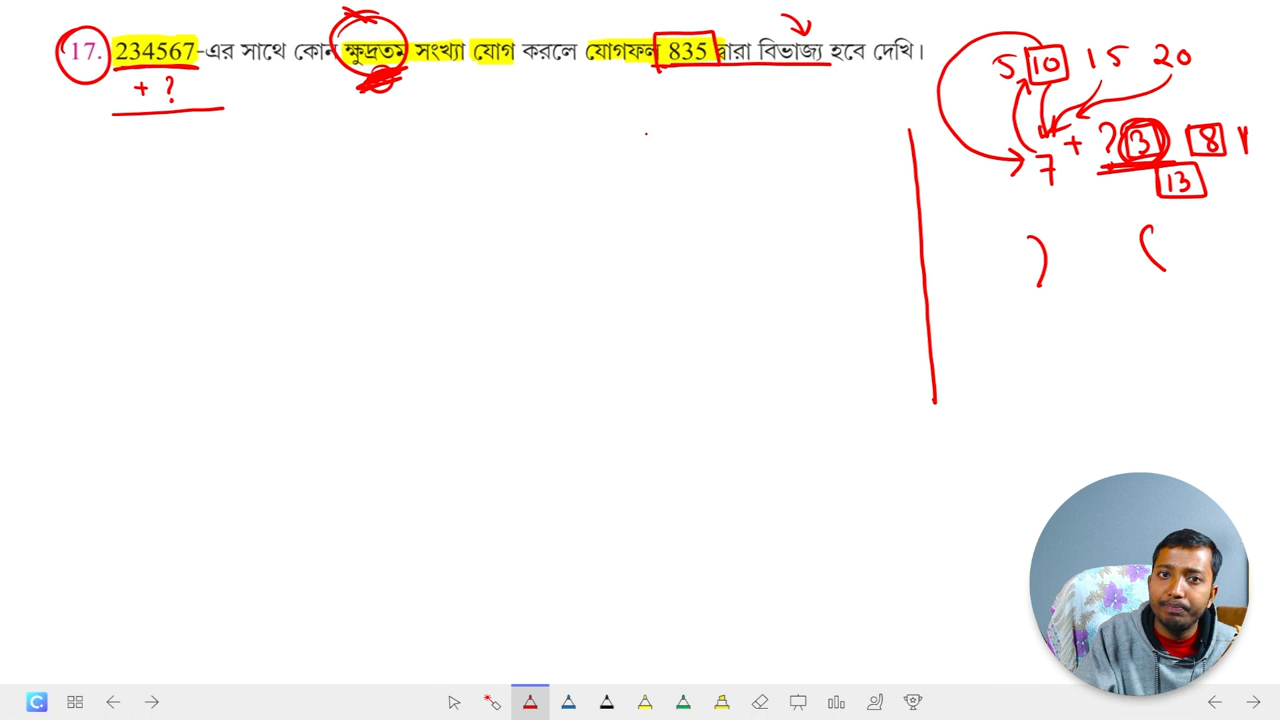 17. 234567-এর সাথে কোন ক্ষুদ্রতম সংখ্যা যোগ করলে যোগফল 835 দ্বারা বিভাজ্য হবে দেখি।
+ ?
5 10 15 20
7 + ? 3 8
13